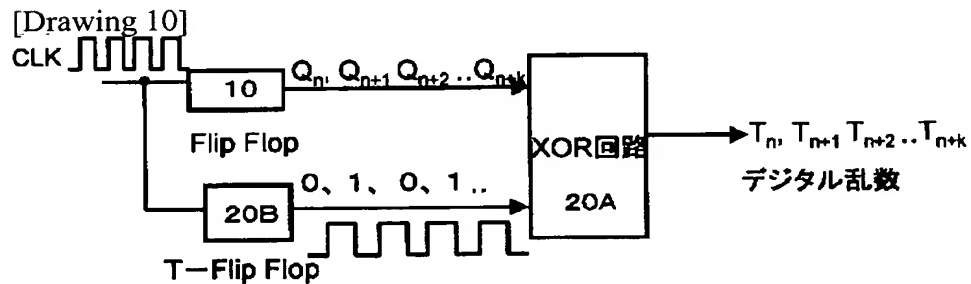 [Drawing 10]
CLK
10
Qn, Qn+1 Qn+2 .. Qn+k
Flip Flop
XOR回路
20A
Tn, Tn+1 Tn+2 .. Tn+k
デジタル乱数
20B
0、1、0、1..
T－Flip Flop